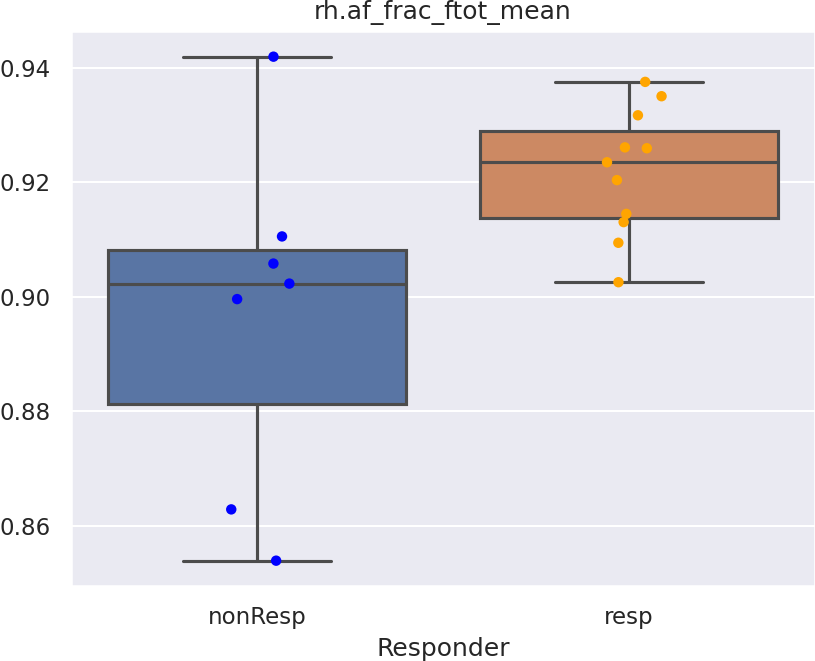 rh.af_frac_ftot_mean
0.94
0.92
0.90
0.88
0.86
nonResp
resp
Responder